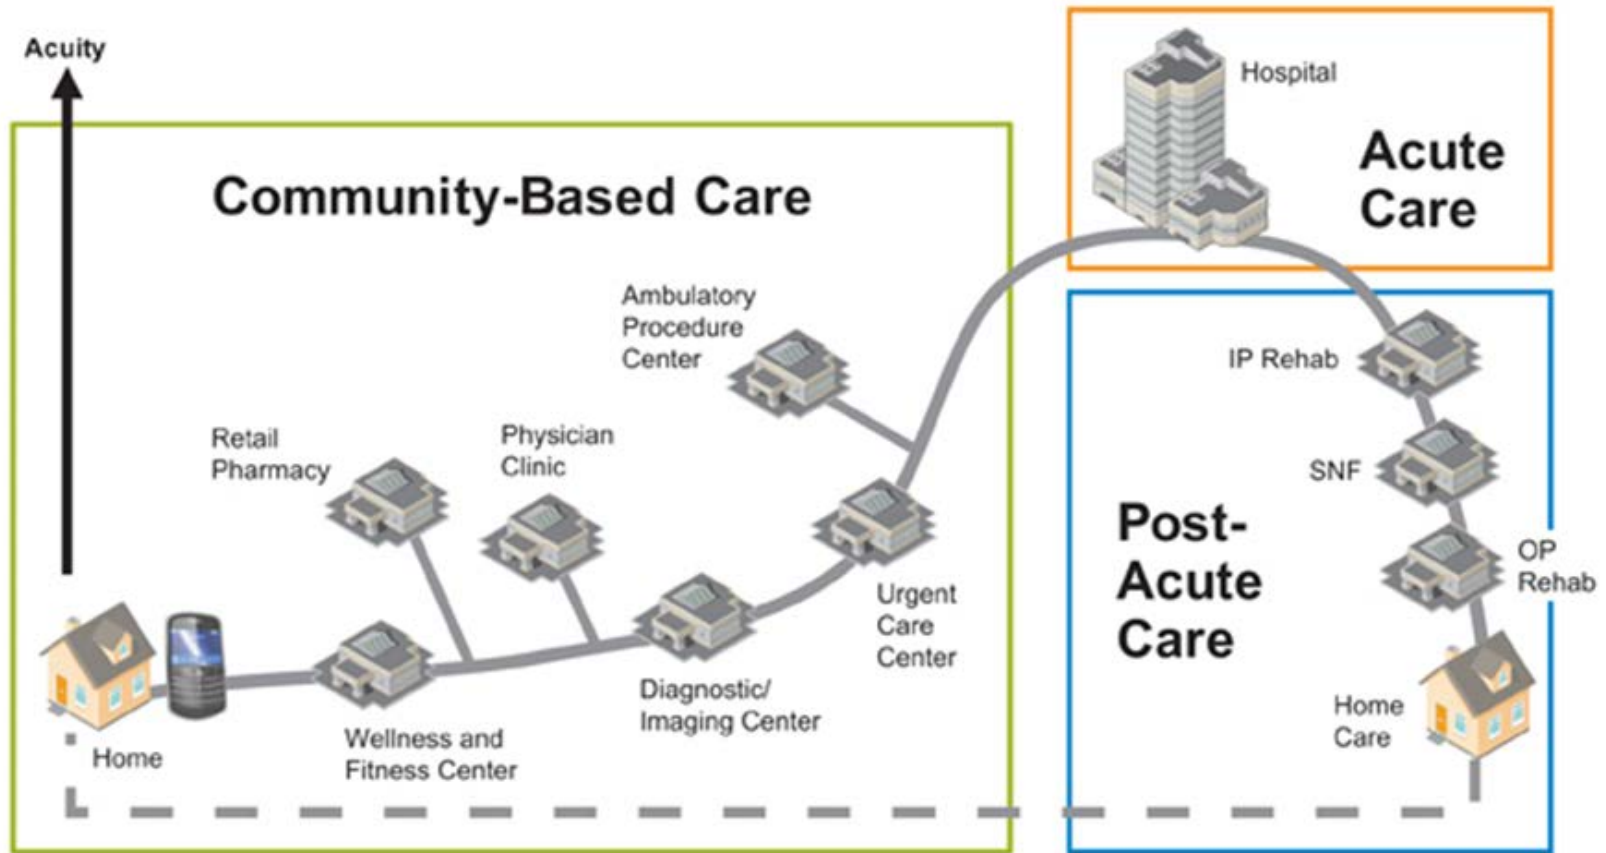 Acuity
Community-Based Care
Hospital
Acute
Care
Ambulatory
Procedure
Center
Retail
Pharmacy
Physician
Clinic
Urgent
Care
Center
Diagnostic/
Imaging Center
Wellness and
Fitness Center
Home
IP Rehab
SNF
OP
Rehab
Post-
Acute
Care
Home
Care